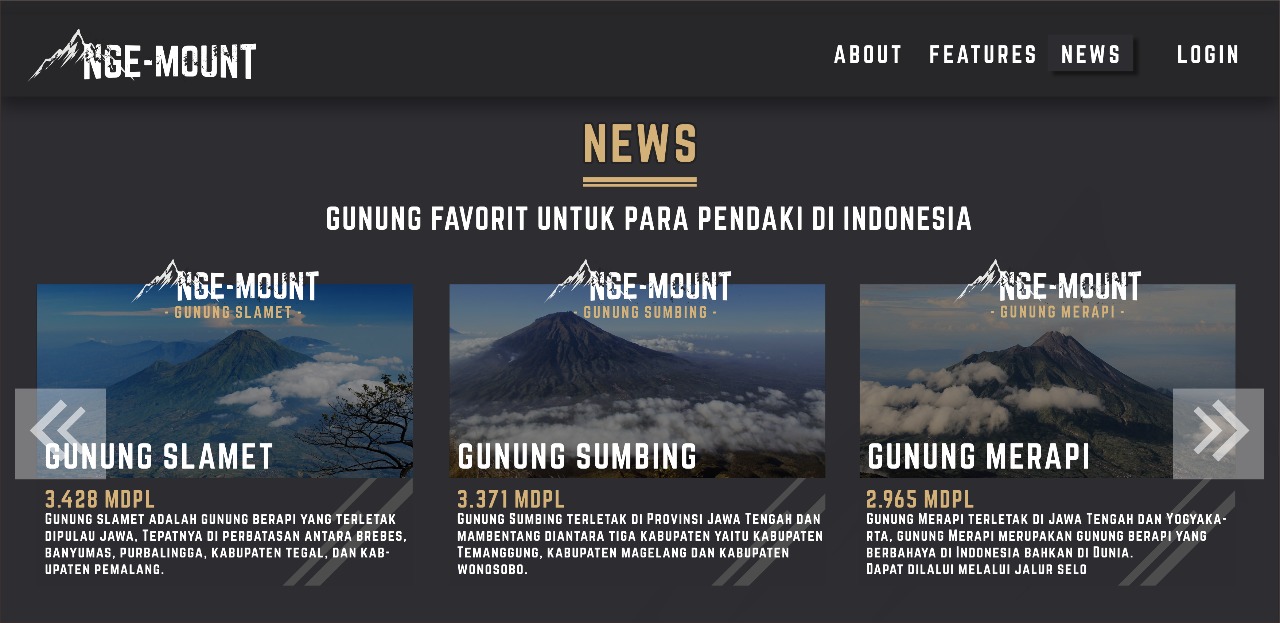 NGE-MOUNT
ABOUT FEATURES NEWS LOGIN
NEWS
GUNUNG FAVORIT UNTUK PARA PENDAKI DI INDONESIA
NGE-MOUNT
- GUNUNG SLAMET -
GUNUNG SLAMET
3.428 MDPL
GUNUNG SLAMET ADALAH GUNUNG BERAPI YANG TERLETAK
DIPULAU JAWA, TEPATNYA DI PERBATASAN ANTARA BREBES,
BANYUMAS, PURBALINGGA, KABUPATEN TEGAL, DAN KAB-
UPATEN PEMALANG.
NGE-MOUNT
- GUNUNG SUMBING -
GUNUNG SUMBING
3.371 MDPL
GUNUNG SUMBING TERLETAK DI PROVINSI JAWA TENGAH DAN
MAMBENTANG DIANTARA TIGA KABUPATEN YAITU KABUPATEN
TEMANGGUNG, KABUPATEN MAGELANG DAN KABUPATEN
WONOSOBO.
NGE-MOUNT
- GUNUNG MERAPI -
GUNUNG MERAPI
2.965 MDPL
GUNUNG MERAPI TERLETAK DI JAWA TENGAH DAN YOGYAKA-
RTA, GUNUNG MERAPI MERUPAKAN GUNUNG BERAPI YANG
BERBAHAYA DI INDONESIA BAHKAN DI DUNIA.
DAPAT DILALUI MELALUI JALUR SELO